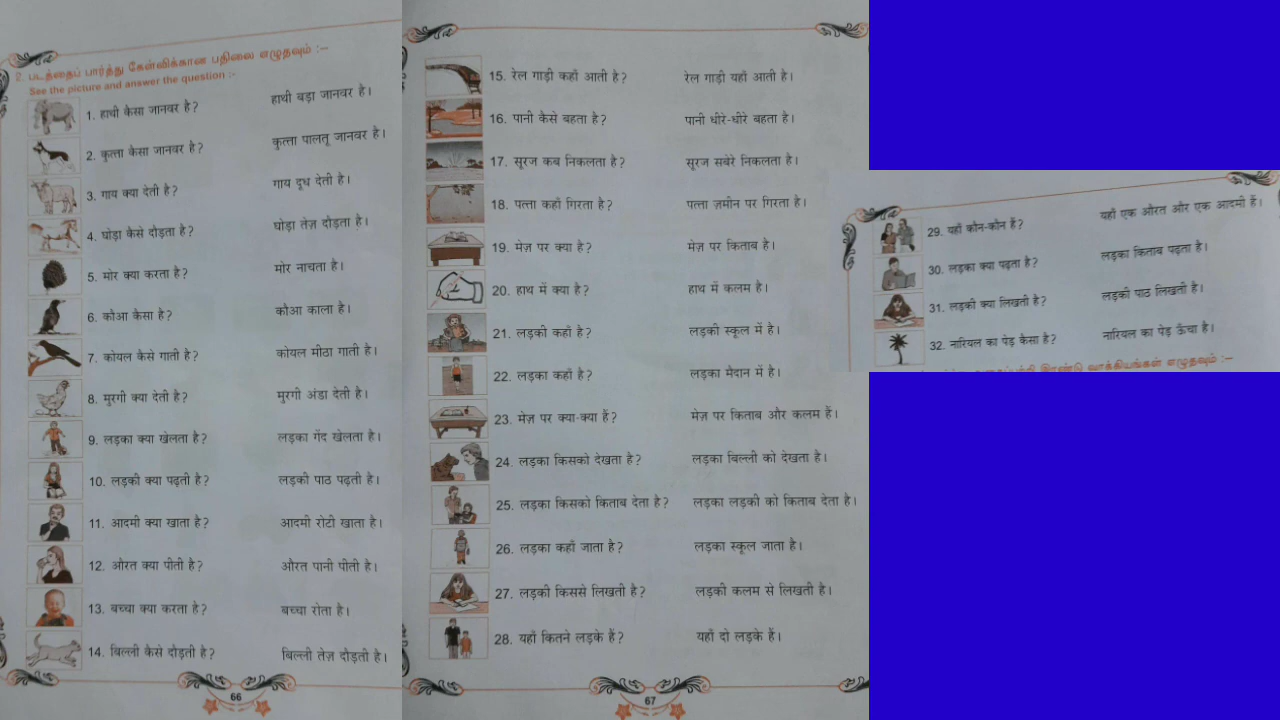 2. படத்தைப் பார்த்து கேள்விக்கான பதிலை எழுதவும் :–
See the picture and answer the question :-
1. हाथी कैसा जानवर है? हाथी बड़ा जानवर है।
2. कुत्ता कैसा जानवर है? कुत्ता पालतू जानवर है।
3. गाय क्या देती है? गाय दूध देती है।
4. घोड़ा कैसे दौड़ता है? घोड़ा तेज़ दौड़ता है।
5. मोर क्या करता है? मोर नाचता है।
6. कौआ कैसा है? कौआ काला है।
7. कोयल कैसे गाती है? कोयल मीठा गाती है।
8. मुरगी क्या देती है? मुरगी अंडा देती है।
9. लड़का क्या खेलता है? लड़का गेंद खेलता है।
10. लड़की क्या पढ़ती है? लड़की पाठ पढ़ती है।
11. आदमी क्या खाता है? आदमी रोटी खाता है।
12. औरत क्या पीती है? औरत पानी पीती है।
13. बच्चा क्या करता है? बच्चा रोता है।
14. बिल्ली कैसे दौड़ती है? बिल्ली तेज़ दौड़ती है।
66
15. रेल गाड़ी कहाँ आती है? रेल गाड़ी यहाँ आती है।
16. पानी कैसे बहता है? पानी धीरे-धीरे बहता है।
17. सूरज कब निकलता है? सूरज सबेरे निकलता है।
18. पत्ता कहाँ गिरता है? पत्ता ज़मीन पर गिरता है।
19. मेज़ पर क्या है? मेज़ पर किताब है।
20. हाथ में क्या है? हाथ में कलम है।
21. लड़की कहाँ है? लड़की स्कूल में है।
22. लड़का कहाँ है? लड़का मैदान में है।
23. मेज़ पर क्या-क्या हैं? मेज़ पर किताब और कलम हैं।
24. लड़का किसको देखता है? लड़का बिल्ली को देखता है।
25. लड़का किसको किताब देता है? लड़का लड़की को किताब देता है।
26. लड़का कहाँ जाता है? लड़का स्कूल जाता है।
27. लड़की किससे लिखती है? लड़की कलम से लिखती है।
28. यहाँ कितने लड़के हैं? यहाँ दो लड़के हैं।
67
29. यहाँ कौन-कौन हैं? यहाँ एक औरत और एक आदमी हैं।
30. लड़का क्या पढ़ता है? लड़का किताब पढ़ता है।
31. लड़की क्या लिखती है? लड़की पाठ लिखती है।
32. नारियल का पेड़ कैसा है? नारियल का पेड़ ऊँचा है।
இரண்டு வாக்கியங்கள் எழுதவும் :–